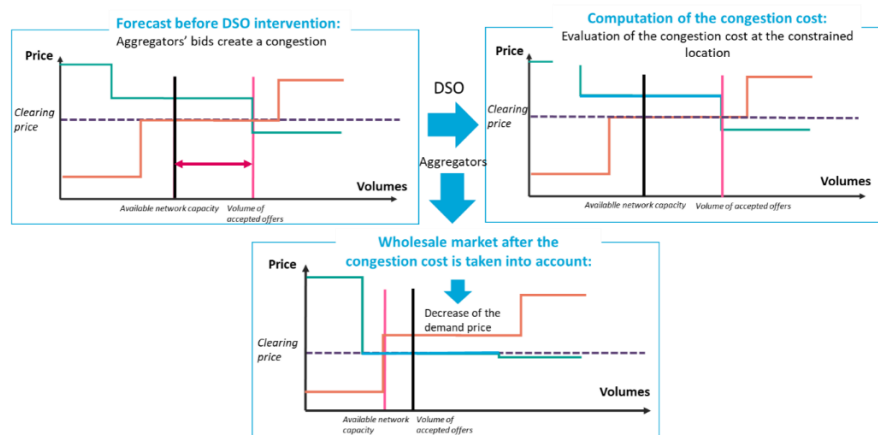 Forecast before DSO intervention:
Aggregators' bids create a congestion
Price
Clearing
price
Volumes
Available network capacity
Volume of
accepted offers
DSO
Aggregators
Computation of the congestion cost:
Evaluation of the congestion cost at the constrained
location
Price
Clearing
price
Volumes
Available network capacity
Volume of accepted offers
Wholesale market after the
congestion cost is taken into account:
Price
Decrease of the
demand price
Clearing
price
Volumes
Available network
capacity
Volume of
accepted offers